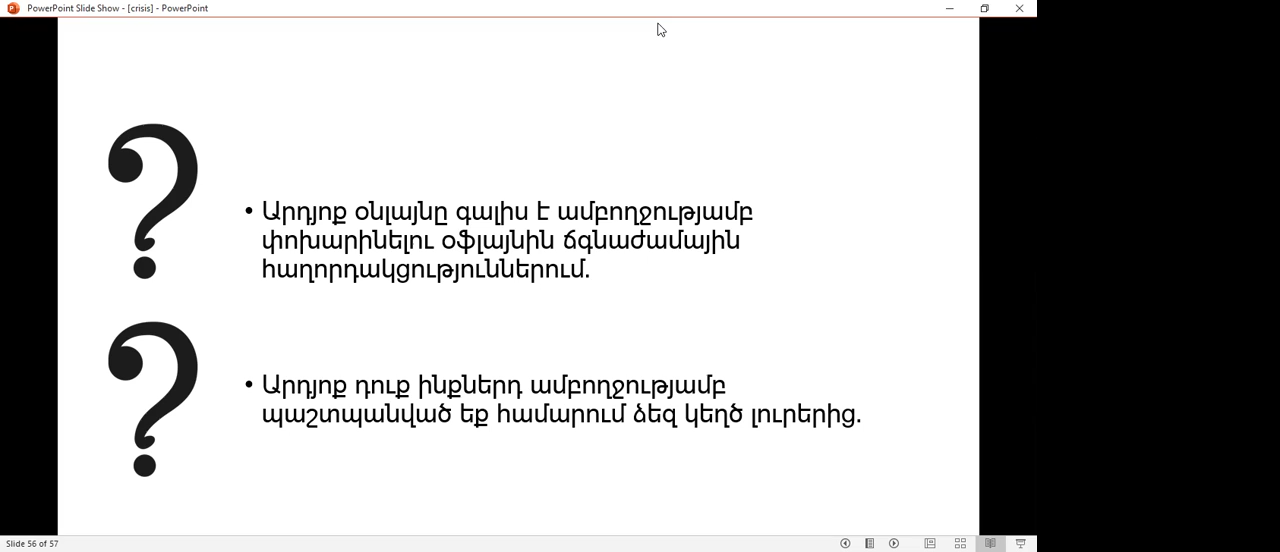 PowerPoint Slide Show - [crisis] - PowerPoint
• Արդյոք օնլայնը գալիս է ամբողջությամբ
փոխարինելու օֆլայնին ճգնաժամային
հաղորդակցություններում.
• Արդյոք դուք ինքներդ ամբողջությամբ
պաշտպանված եք համարում ձեզ կեղծ լուրերից.
Slide 56 of 57